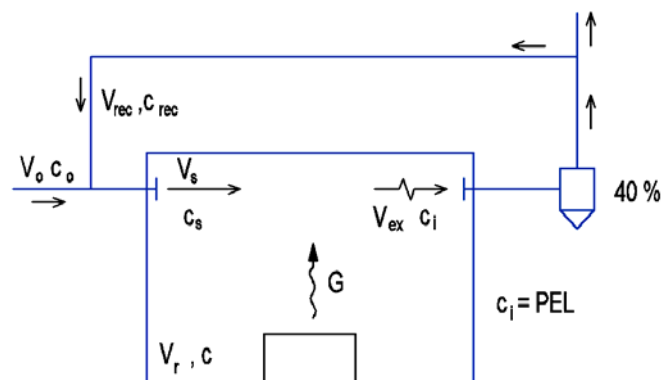 V_rec, c_rec
V_o c_o
V_s
c_s
V_ex c_i
40 %
G
c_i = PEL
V_r , c